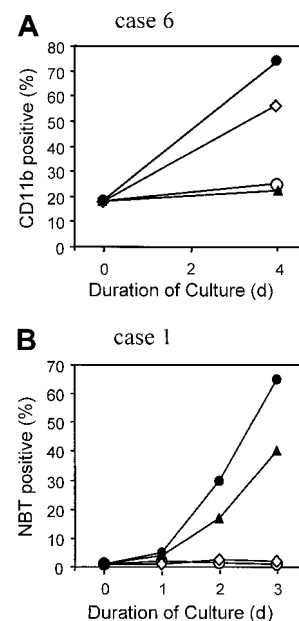 A case 6
80
70
60
50
40
30
20
10
0
CD11b positive (%)
0 2 4
Duration of Culture (d)
B case 1
70
60
50
40
30
20
10
0
NBT positive (%)
0 1 2 3
Duration of Culture (d)